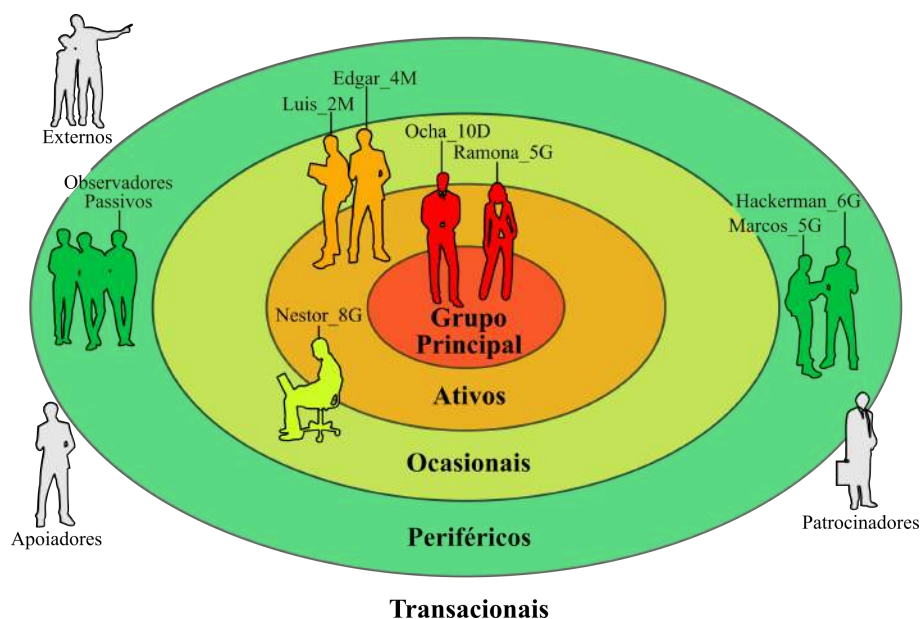 Externos
Edgar_4M
Luis_2M
Ocha_10D
Ramona_5G
Observadores
Passivos
Hackerman_6G
Marcos_5G
Nestor_8G
Grupo
Principal
Ativos
Ocasionais
Periféricos
Apoiadores
Patrocinadores
Transacionais